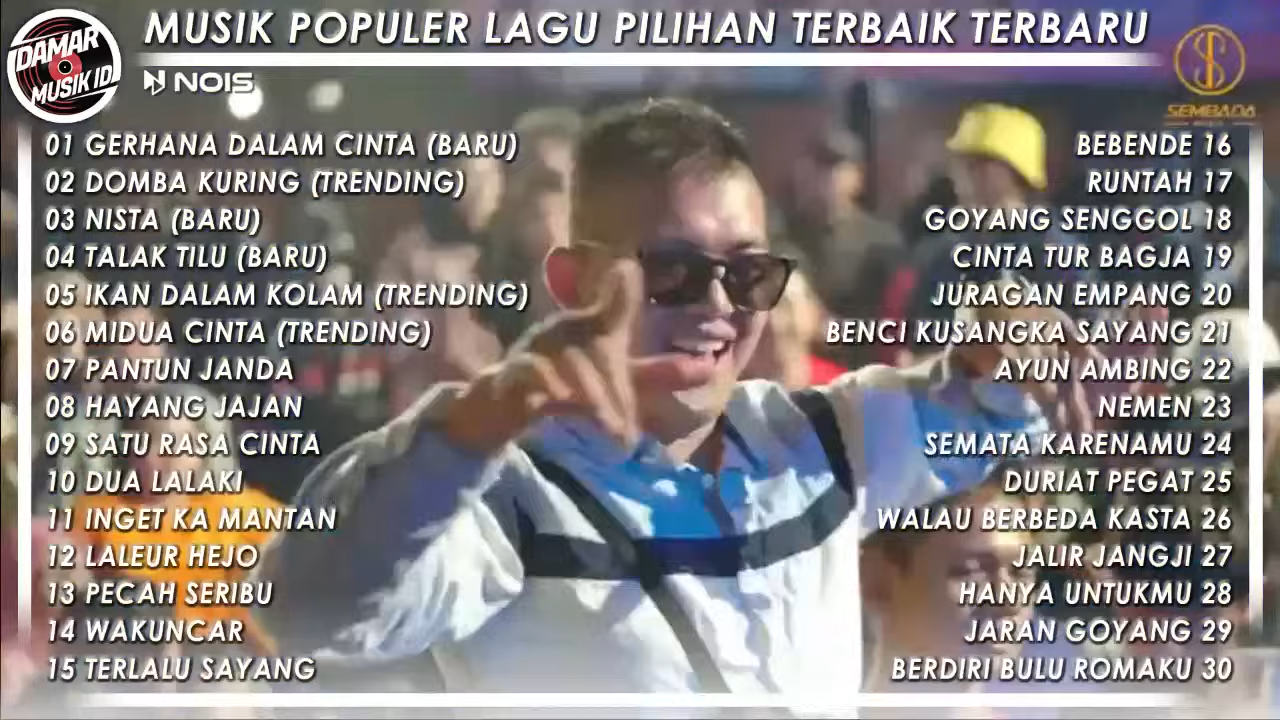 MUSIK POPULER LAGU PILIHAN TERBAIK TERBARU
DAMAR
MUSIK ID
NOIS
SEMBADA
01 GERHANA DALAM CINTA (BARU)
02 DOMBA KURING (TRENDING)
03 NISTA (BARU)
04 TALAK TILU (BARU)
05 IKAN DALAM KOLAM (TRENDING)
06 MIDUA CINTA (TRENDING)
07 PANTUN JANDA
08 HAYANG JAJAN
09 SATU RASA CINTA
10 DUA LALAKI
11 INGET KA MANTAN
12 LALEUR HEJO
13 PECAH SERIBU
14 WAKUNCAR
15 TERLALU SAYANG
BEBENDE 16
RUNTAH 17
GOYANG SENGGOL 18
CINTA TUR BAGJA 19
JURAGAN EMPANG 20
BENCI KUSANGKA SAYANG 21
AYUN AMBING 22
NEMEN 23
SEMATA KARENAMU 24
DURIAT PEGAT 25
WALAU BERBEDA KASTA 26
JALIR JANGJI 27
HANYA UNTUKMU 28
JARAN GOYANG 29
BERDIRI BULU ROMAKU 30